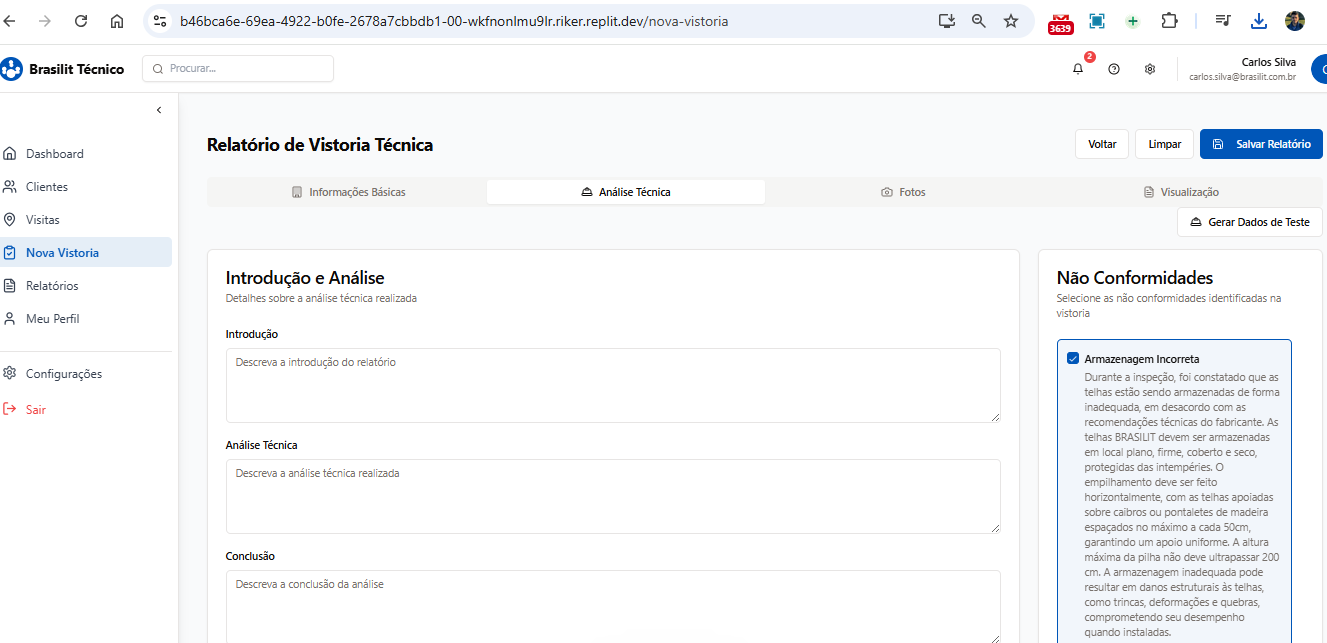 b46bca6e-69ea-4922-b0fe-2678a7cbbdb1-00-wkfnonlmu9lr.riker.replit.dev/nova-vistoria
3639
Brasilit Técnico
Procurar...
2
Carlos Silva
carlos.silva@brasilit.com.br
C
Dashboard
Clientes
Visitas
Nova Vistoria
Relatórios
Meu Perfil
Configurações
Sair
Relatório de Vistoria Técnica
Voltar
Limpar
Salvar Relatório
Informações Básicas
Análise Técnica
Fotos
Visualização
Gerar Dados de Teste
Introdução e Análise
Detalhes sobre a análise técnica realizada
Introdução
Descreva a introdução do relatório
Análise Técnica
Descreva a análise técnica realizada
Conclusão
Descreva a conclusão da análise
Não Conformidades
Selecione as não conformidades identificadas na
vistoria
Armazenagem Incorreta
Durante a inspeção, foi constatado que as
telhas estão sendo armazenadas de forma
inadequada, em desacordo com as
recomendações técnicas do fabricante. As
telhas BRASILIT devem ser armazenadas
em local plano, firme, coberto e seco,
protegidas das intempéries. O
empilhamento deve ser feito
horizontalmente, com as telhas apoiadas
sobre caibros ou pontaletes de madeira
espaçados no máximo a cada 50cm,
garantindo um apoio uniforme. A altura
máxima da pilha não deve ultrapassar 200
cm. A armazenagem inadequada pode
resultar em danos estruturais às telhas,
como trincas, deformações e quebras,
comprometendo seu desempenho
quando instaladas.